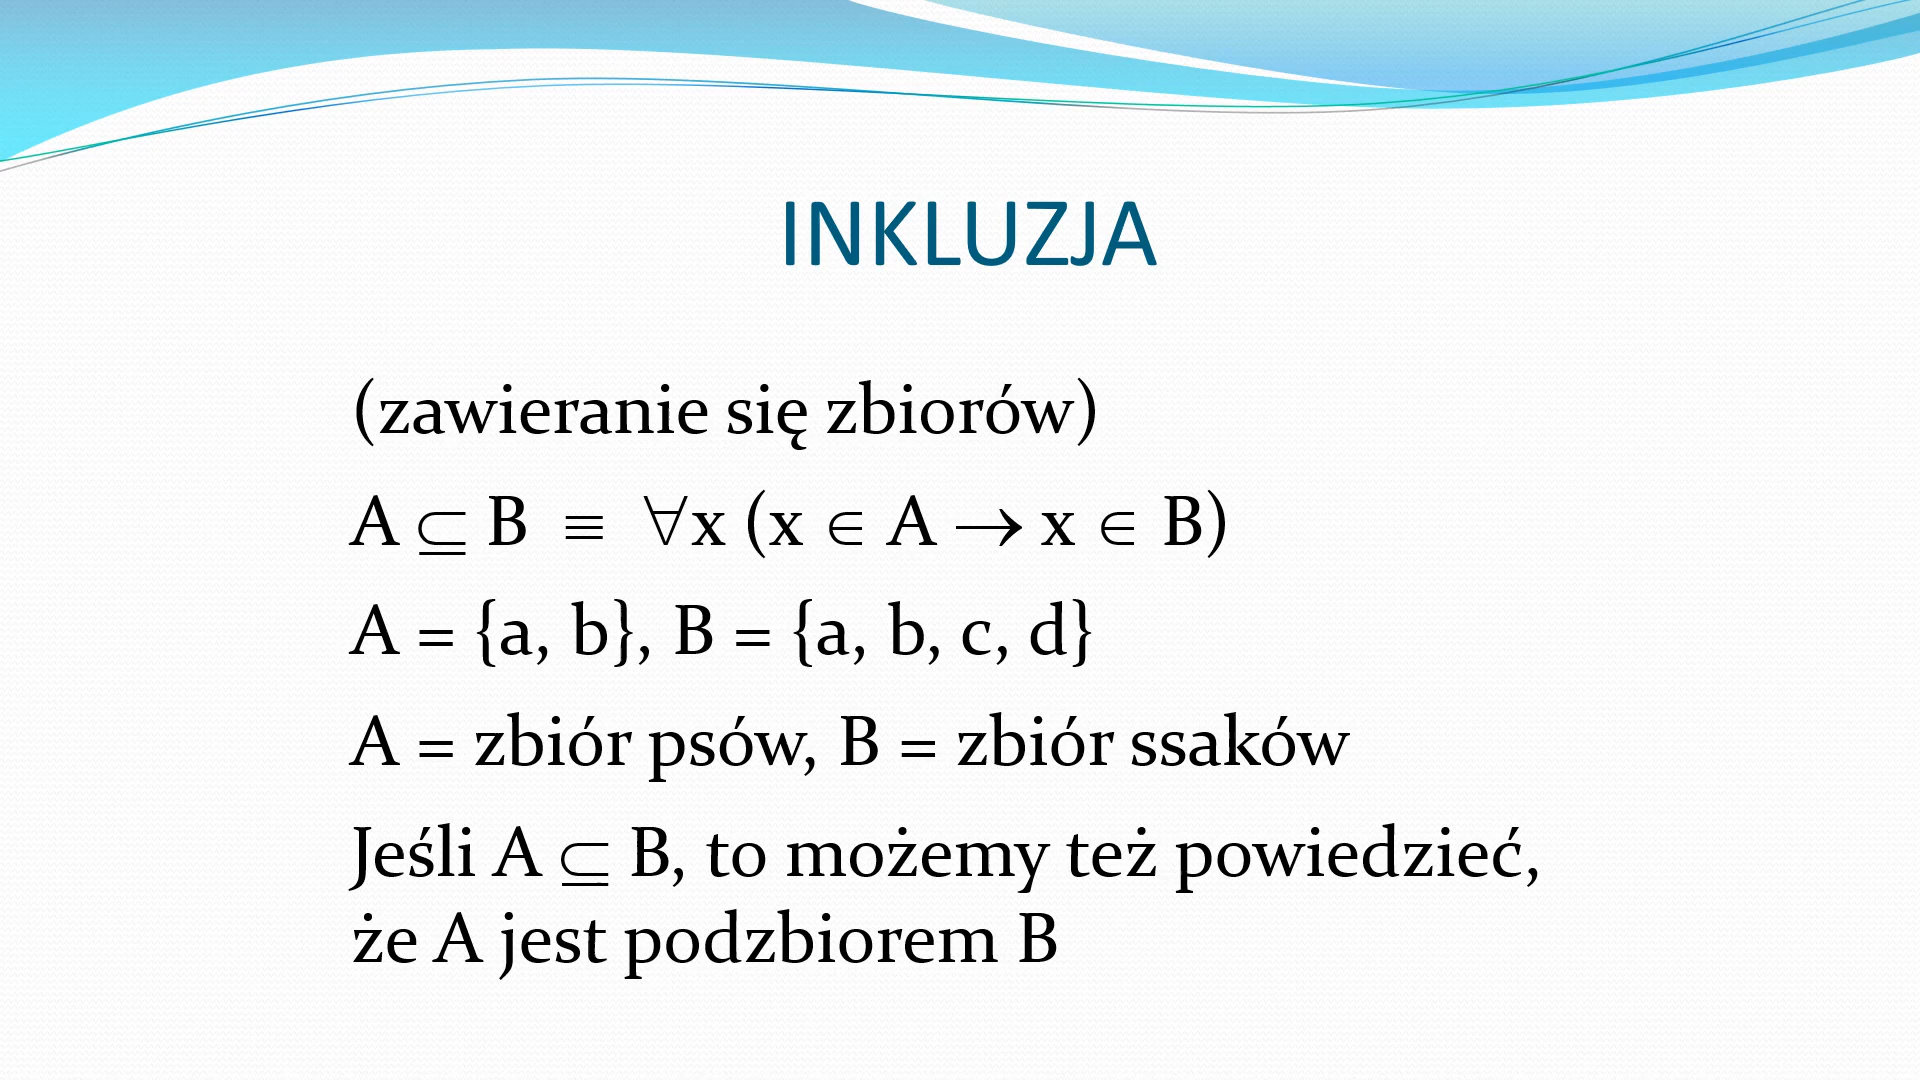 INKLUZJA
(zawieranie się zbiorów)
A ⊆ B ≡ ∀x (x ∈ A → x ∈ B)
A = {a, b}, B = {a, b, c, d}
A = zbiór psów, B = zbiór ssaków
Jeśli A ⊆ B, to możemy też powiedzieć,
że A jest podzbiorem B